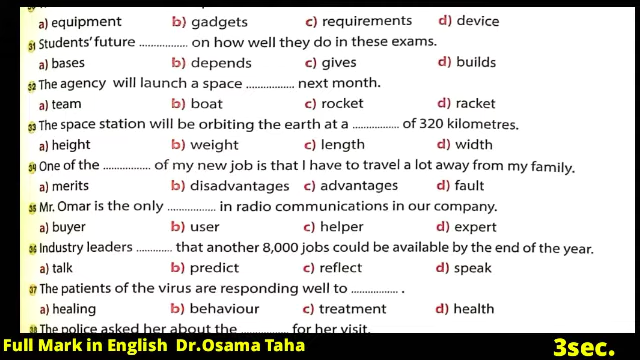 a) equipment b) gadgets c) requirements d) device
31 Students' future ................ on how well they do in these exams.
a) bases b) depends c) gives d) builds
32 The agency will launch a space ................ next month.
a) team b) boat c) rocket d) racket
33 The space station will be orbiting the earth at a ................ of 320 kilometres.
a) height b) weight c) length d) width
34 One of the ................ of my new job is that I have to travel a lot away from my family.
a) merits b) disadvantages c) advantages d) fault
35 Mr. Omar is the only ................ in radio communications in our company.
a) buyer b) user c) helper d) expert
36 Industry leaders ............ that another 8,000 jobs could be available by the end of the year.
a) talk b) predict c) reflect d) speak
37 The patients of the virus are responding well to ................ .
a) healing b) behaviour c) treatment d) health
38 The police asked her about the ................ for her visit.
Full Mark in English Dr.Osama Taha 3sec.